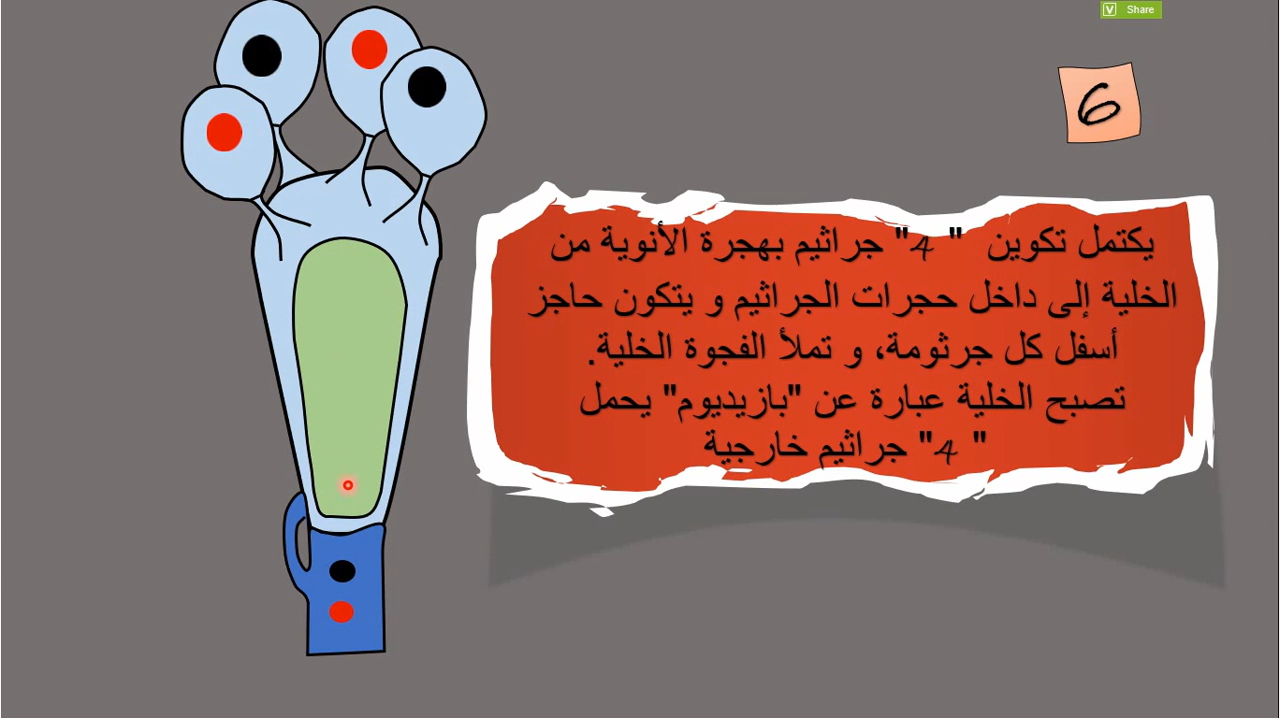 Share
6
يكتمل تكوين " 4" جراثيم بهجرة الأنوية من
الخلية إلى داخل حجرات الجراثيم و يتكون حاجز
أسفل كل جرثومة، و تملأ الفجوة الخلية.
تصبح الخلية عبارة عن "بازيديوم" يحمل
" 4" جراثيم خارجية